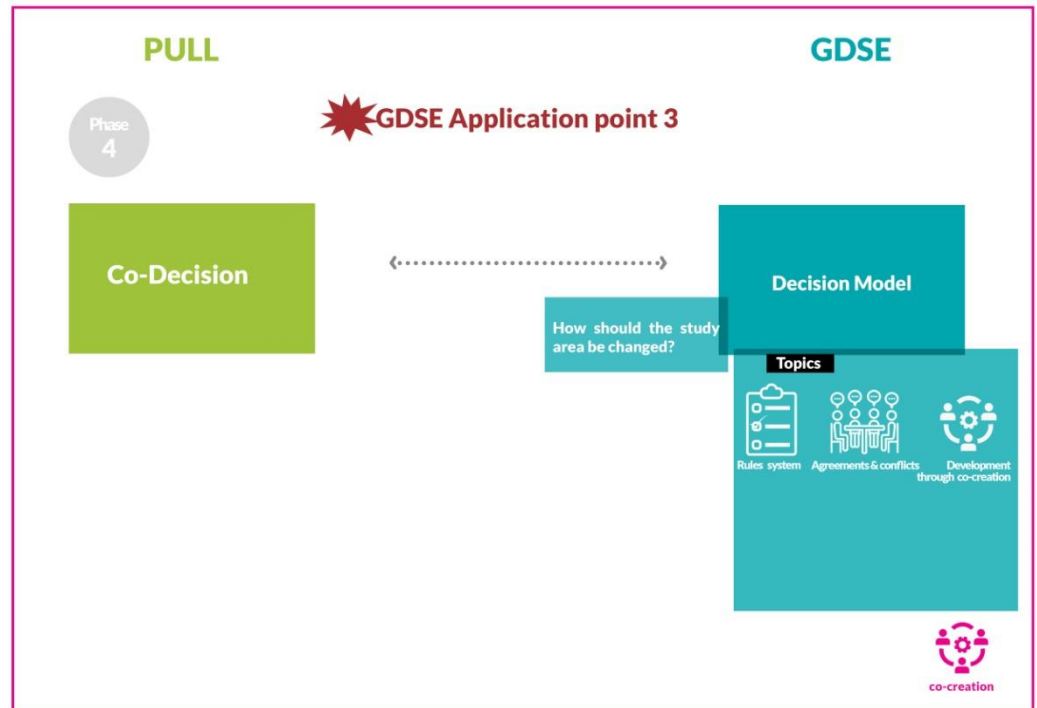 PULL
GDSE
Phase
4
GDSE Application point 3
Co-Decision
Decision Model
How should the study
area be changed?
Topics
Rules system
Agreements & conflicts
Development
through co-creation
co-creation